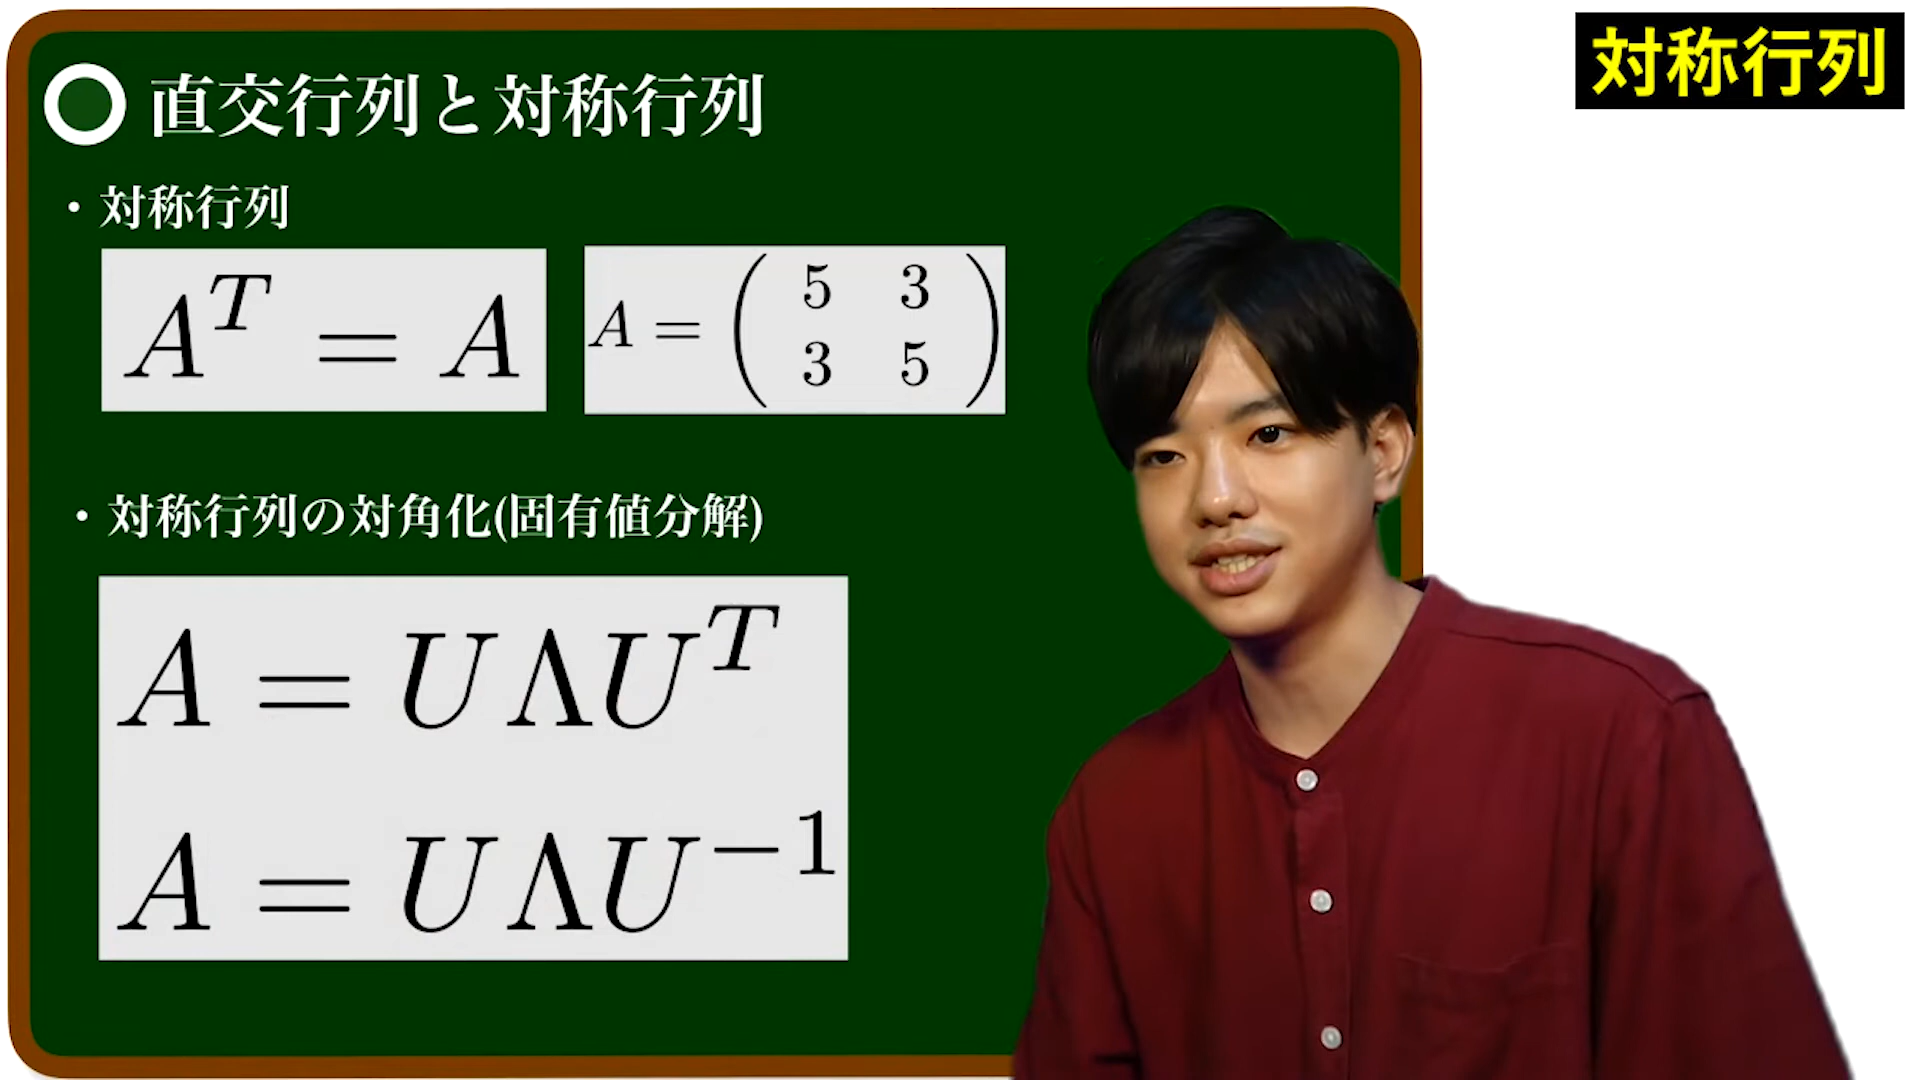 対称行列
直交行列と対称行列
・対称行列
A^T = A
A = ( 5 3
3 5 )
・対称行列の対角化(固有値分解)
A = UΛU^T
A = UΛU^−1